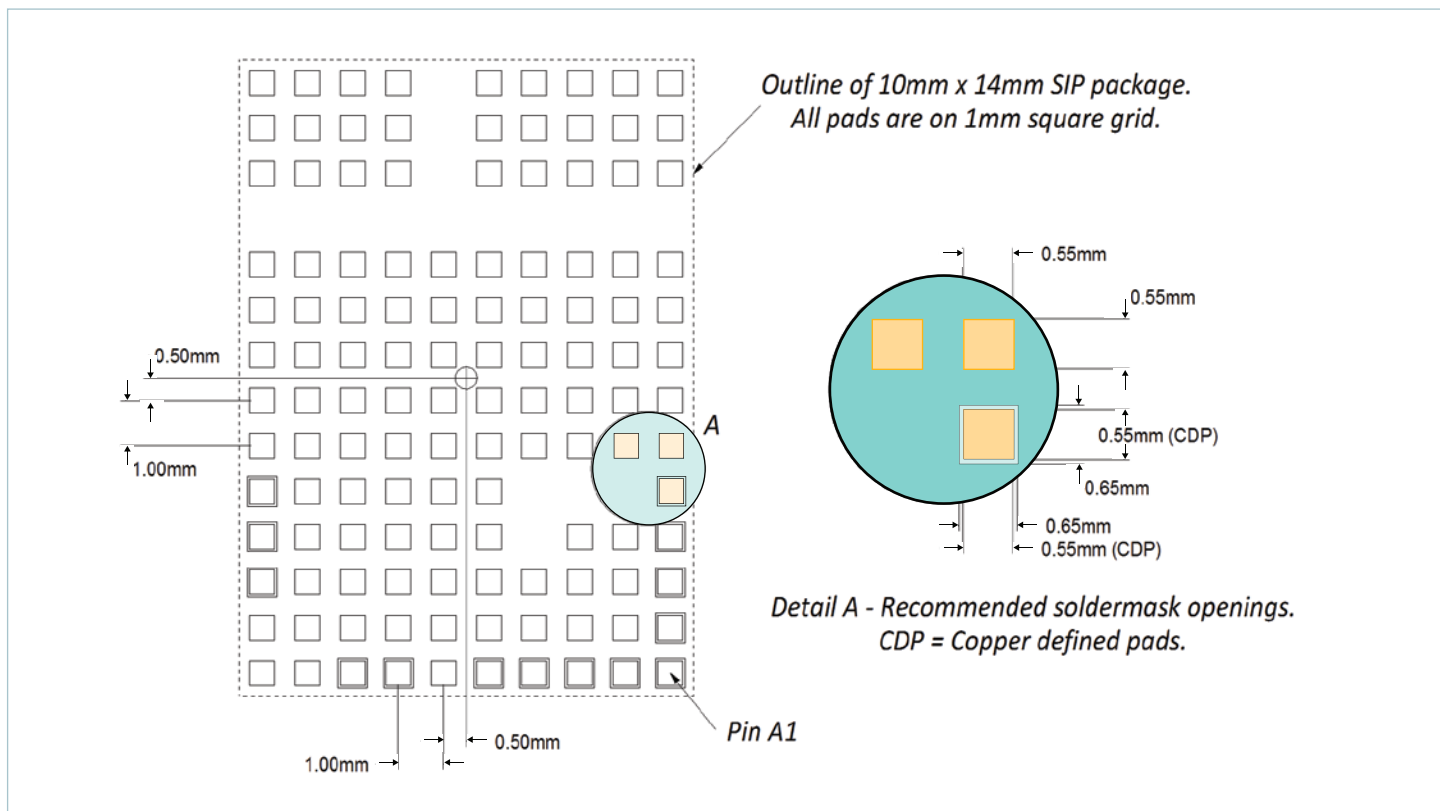 Outline of 10mm x 14mm SIP package.
All pads are on 1mm square grid.
0.55mm
0.55mm
0.50mm
A
0.55mm (CDP)
1.00mm
0.65mm
0.65mm
0.55mm (CDP)
Detail A - Recommended soldermask openings.
CDP = Copper defined pads.
Pin A1
0.50mm
1.00mm